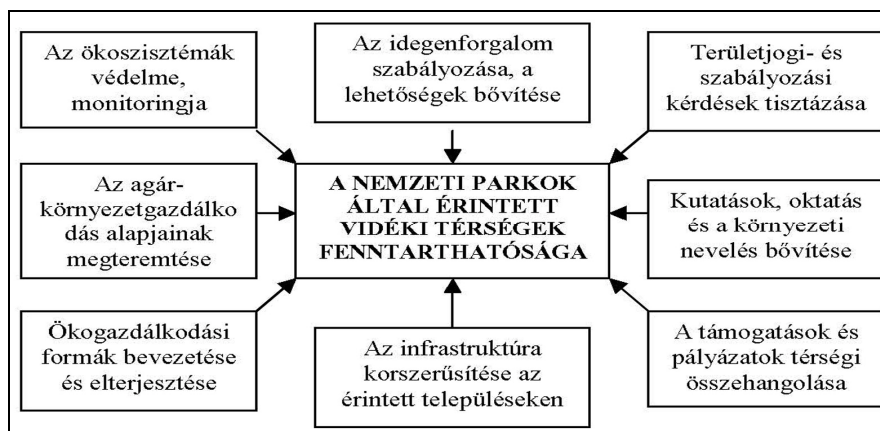 Az ökoszisztémák
védelme,
monitoringja
Az idegenforgalom
szabályozása, a
lehetőségek bővítése
Területjogi- és
szabályozási
kérdések tisztázása
Az agár-
környezetgazdálko
dás alapjainak
megteremtése
A NEMZETI PARKOK
ÁLTAL ÉRINTETT
VIDÉKI TÉRSÉGEK
FENNTARTHATÓSÁGA
Kutatások, oktatás
és a környezeti
nevelés bővítése
Ökogazdálkodási
formák bevezetése
és elterjesztése
Az infrastruktúra
korszerűsítése az
érintett településeken
A támogatások és
pályázatok térségi
összehangolása